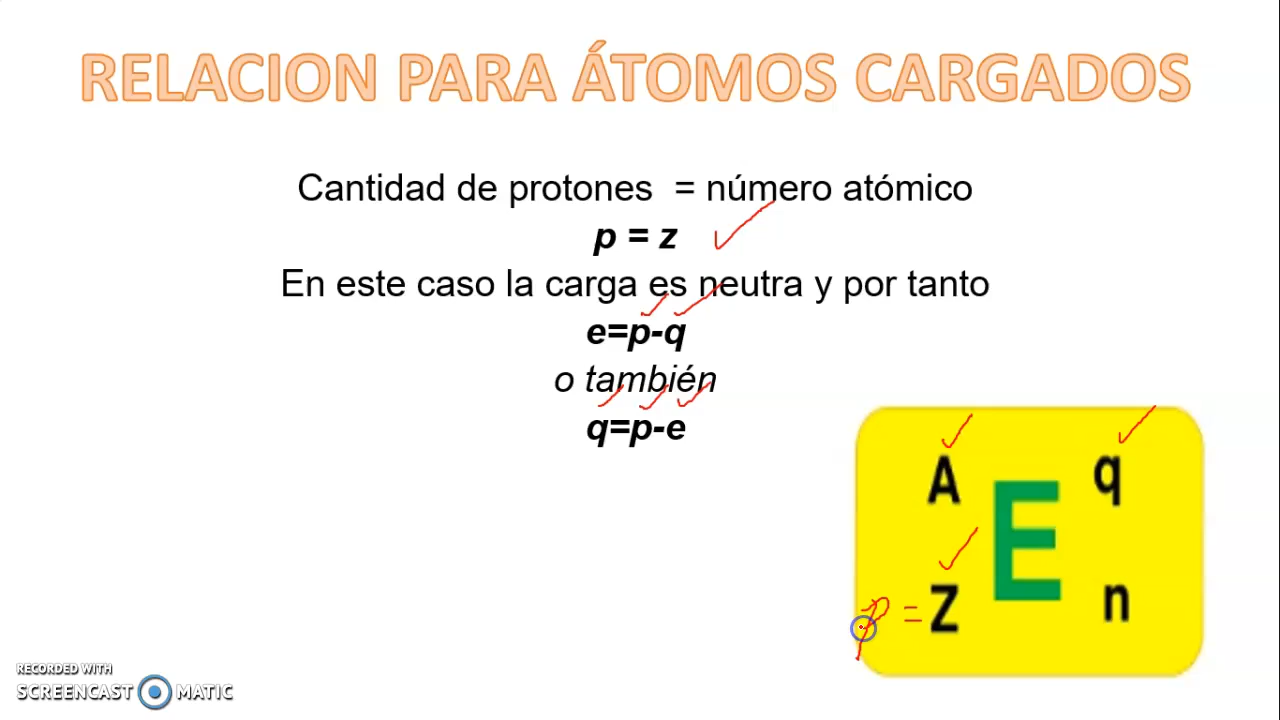 RELACION PARA ÁTOMOS CARGADOS
Cantidad de protones = número atómico
p = z
En este caso la carga es neutra y por tanto
e=p-q
o también
q=p-e
A q
E
p = Z n
RECORDED WITH
SCREENCAST MATIC